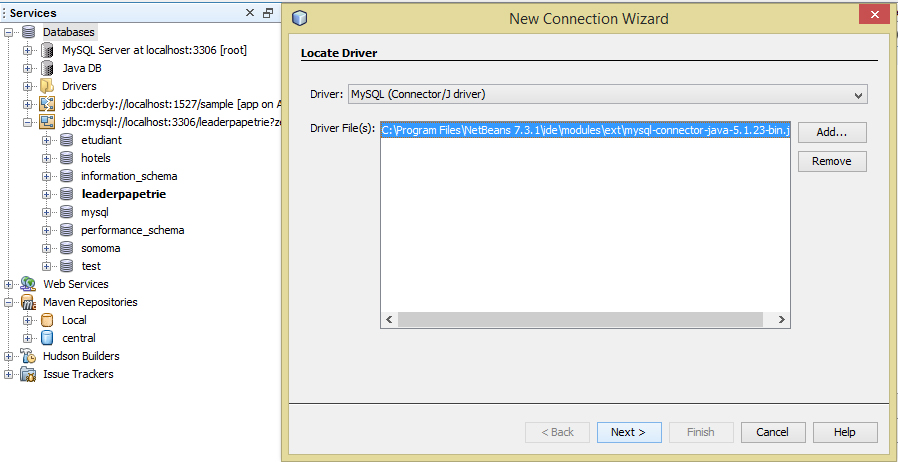 Services
Databases
MySQL Server at localhost:3306 [root]
Java DB
Drivers
jdbc:derby://localhost:1527/sample [app on A
jdbc:mysql://localhost:3306/leaderpapetrie?ze
etudiant
hotels
information_schema
leaderpapetrie
mysql
performance_schema
somoma
test
Web Services
Maven Repositories
Local
central
Hudson Builders
Issue Trackers
New Connection Wizard
Locate Driver
Driver: MySQL (Connector/J driver)
Driver File(s): C:\Program Files\NetBeans 7.3.1\ide\modules\ext\mysql-connector-java-5.1.23-bin.j
Add...
Remove
< Back Next > Finish Cancel Help